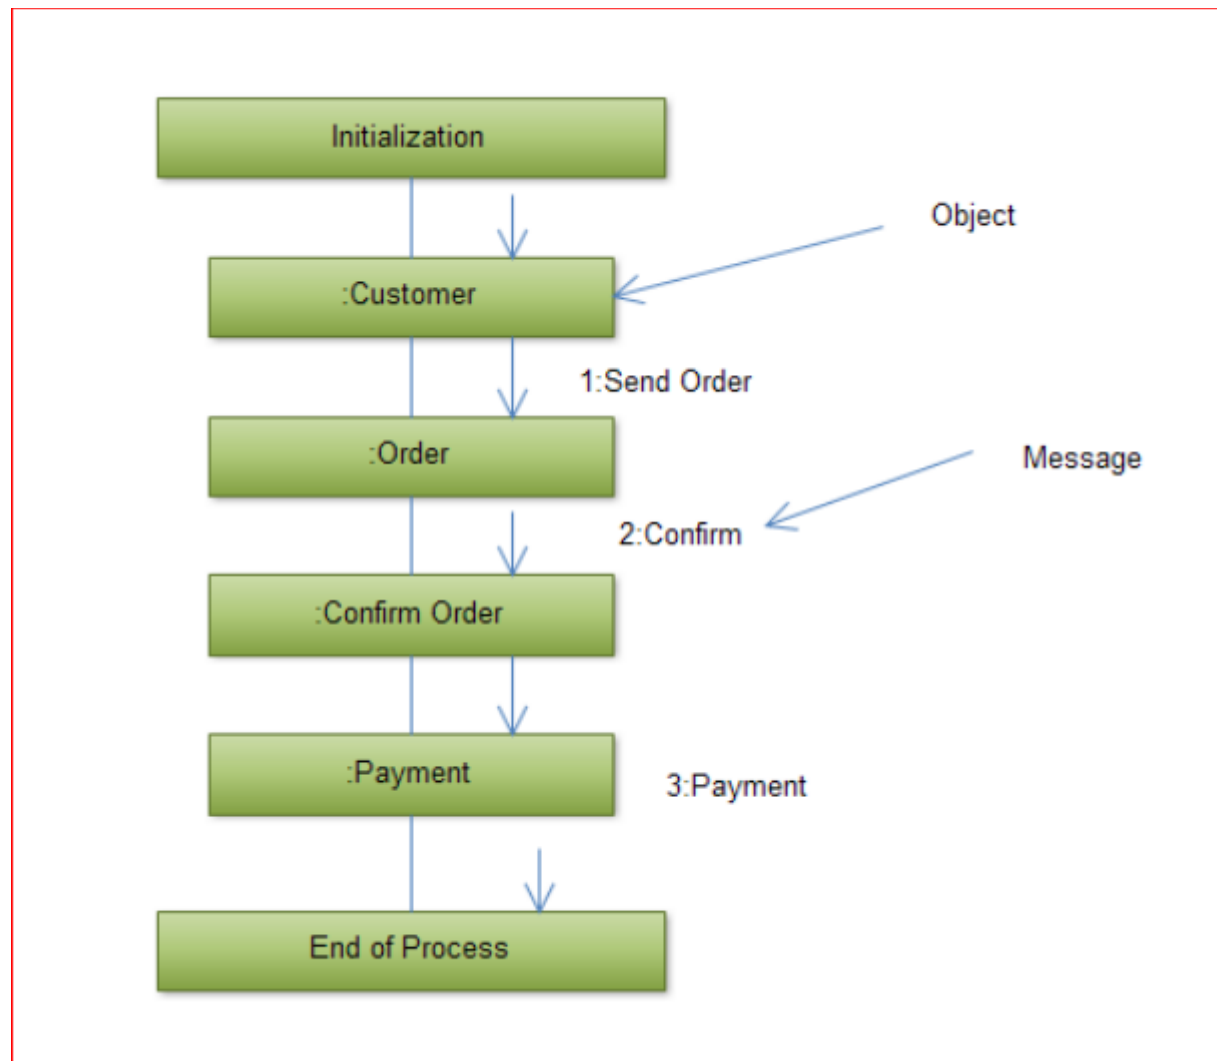 Initialization
Object
:Customer
1:Send Order
:Order
Message
2:Confirm
:Confirm Order
:Payment
3:Payment
End of Process